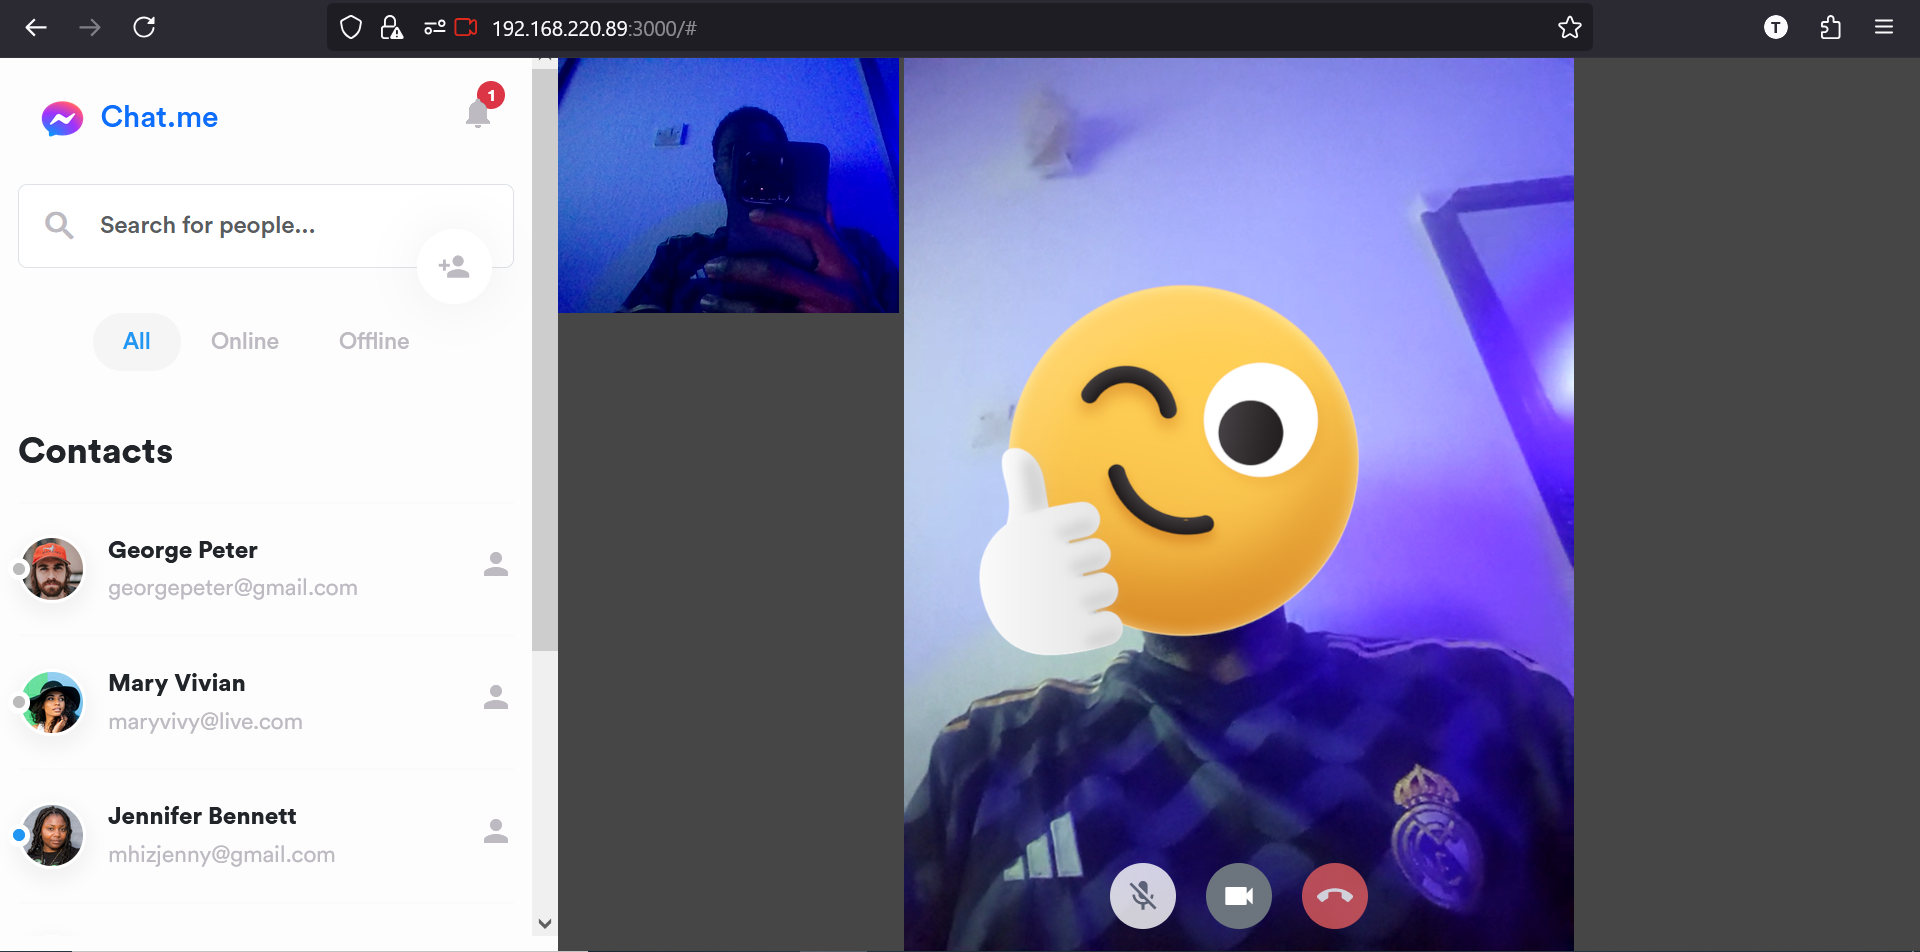 192.168.220.89:3000/#
T
Chat.me
1
Search for people...
All
Online
Offline
Contacts
George Peter
georgepeter@gmail.com
Mary Vivian
maryvivy@live.com
Jennifer Bennett
mhizjenny@gmail.com